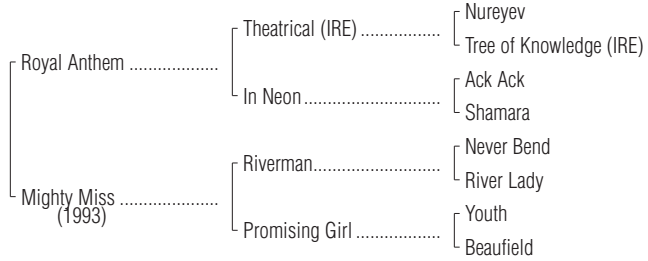 Nureyev
Theatrical (IRE) .................
Tree of Knowledge (IRE)
Royal Anthem ...................
Ack Ack
In Neon .............................
Shamara
Never Bend
Riverman...........................
River Lady
Mighty Miss .....................
(1993)
Youth
Promising Girl ..................
Beaufield